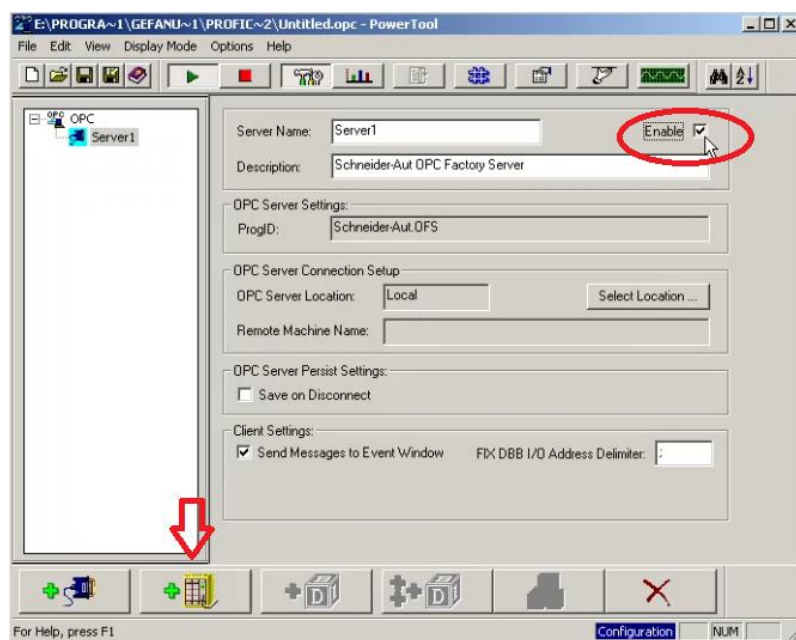 E:\PROGRA~1\GEFANU~1\PROFIC~2\Untitled.opc - PowerTool
File Edit View Display Mode Options Help
OPC
OPC
Server1
Server Name: Server1 Enable
Description: Schneider-Aut OPC Factory Server
OPC Server Settings:
ProgID: Schneider-Aut.OFS
OPC Server Connection Setup
OPC Server Location: Local Select Location ...
Remote Machine Name:
OPC Server Persist Settings:
Save on Disconnect
Client Settings:
Send Messages to Event Window FIX DBB I/O Address Delimiter: ;
D D
For Help, press F1 Configuration NUM